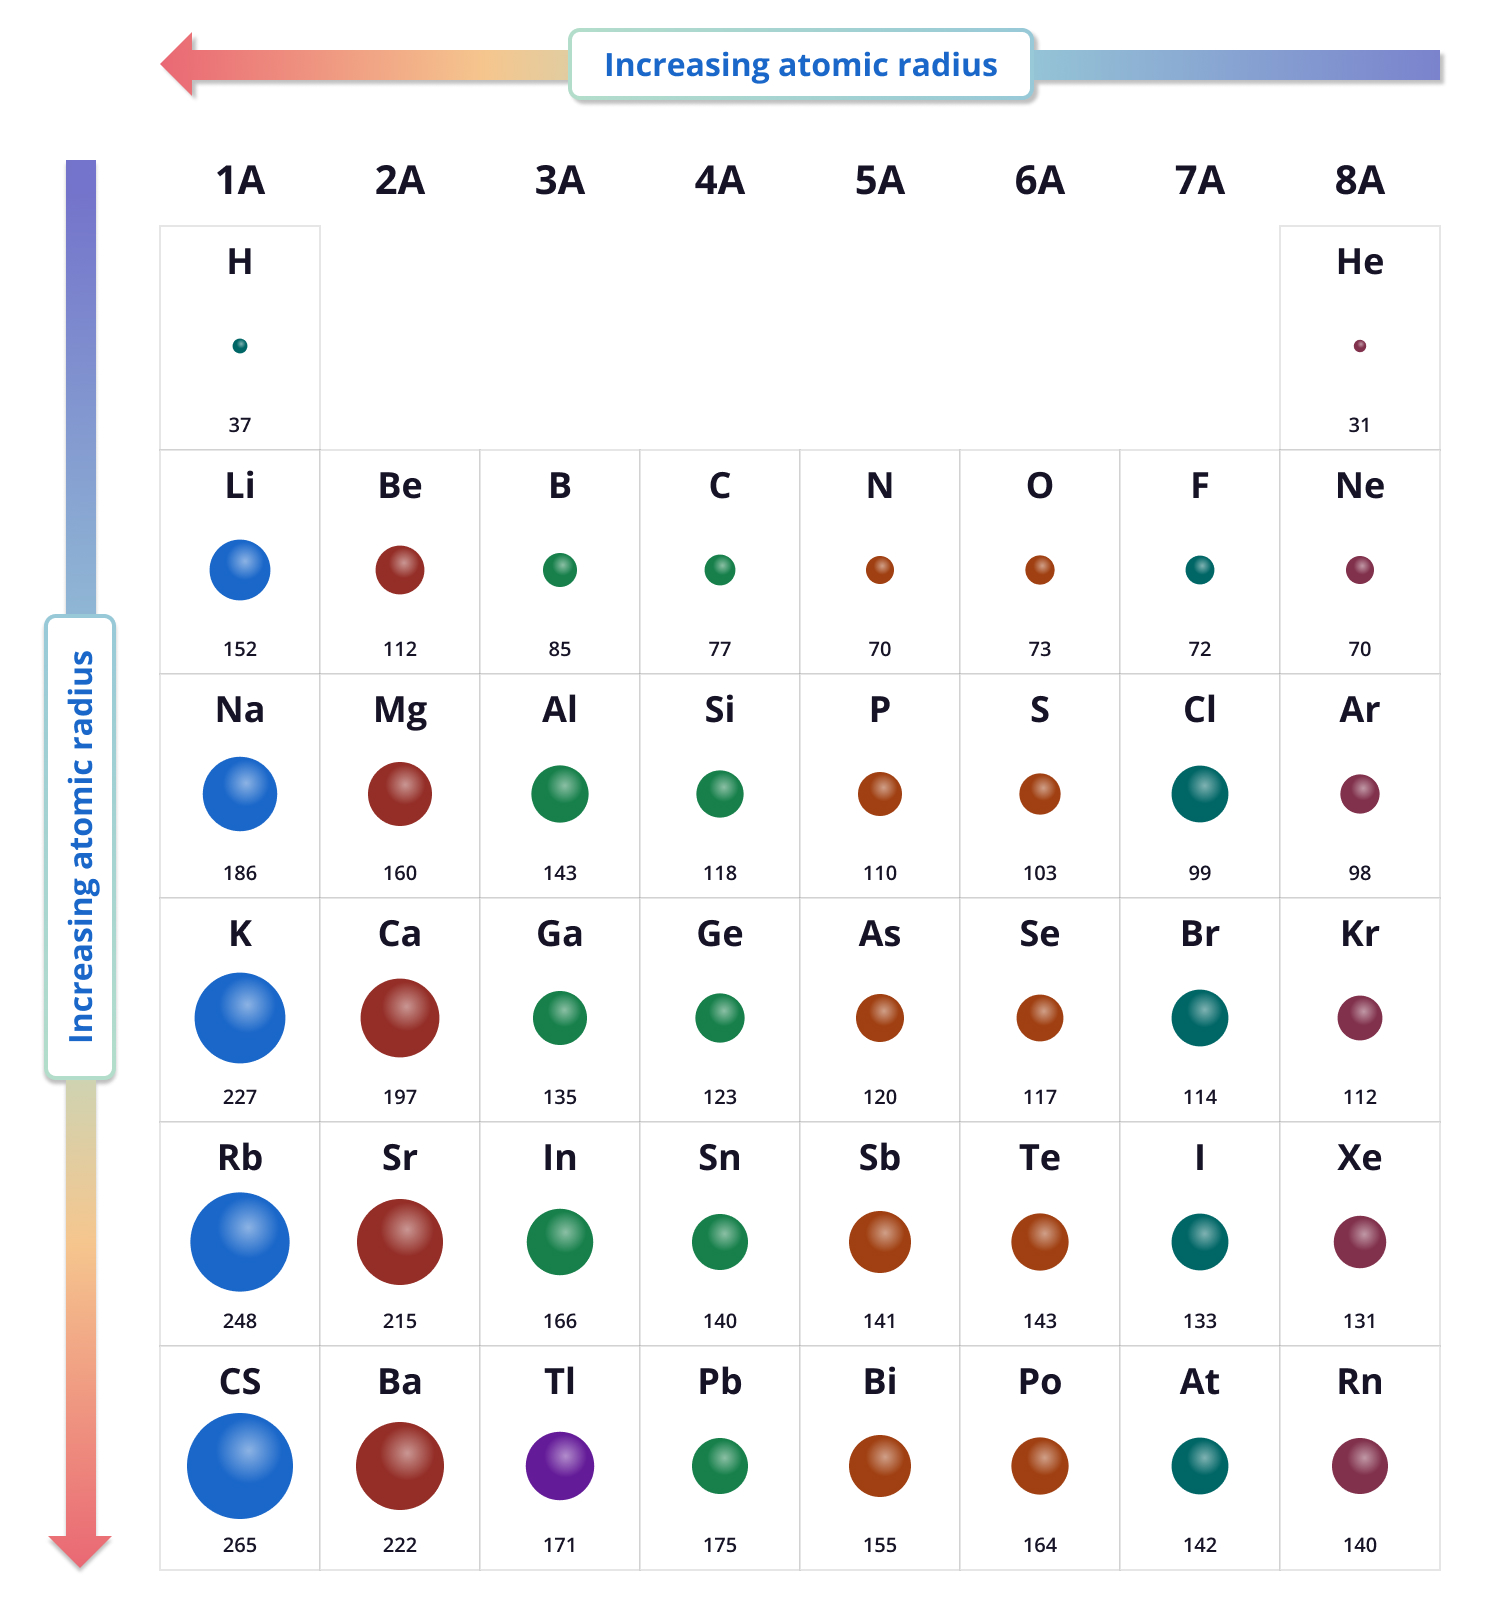 Increasing atomic radius
Increasing atomic radius
1A 2A 3A 4A 5A 6A 7A 8A
H He
37 31
Li Be B C N O F Ne
152 112 85 77 70 73 72 70
Na Mg Al Si P S Cl Ar
186 160 143 118 110 103 99 98
K Ca Ga Ge As Se Br Kr
227 197 135 123 120 117 114 112
Rb Sr In Sn Sb Te I Xe
248 215 166 140 141 143 133 131
CS Ba Tl Pb Bi Po At Rn
265 222 171 175 155 164 142 140